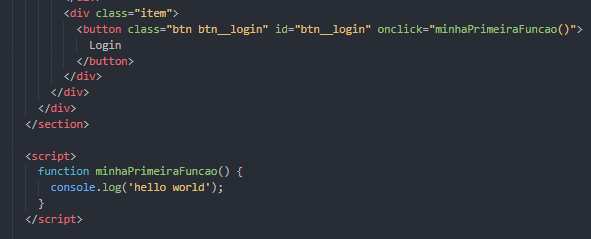 </div>
<div class="item">
<button class="btn btn__login" id="btn__login" onclick="minhaPrimeiraFuncao()">
Login
</button>
</div>
</div>
</div>
</section>
<script>
function minhaPrimeiraFuncao() {
console.log('hello world');
}
</script>